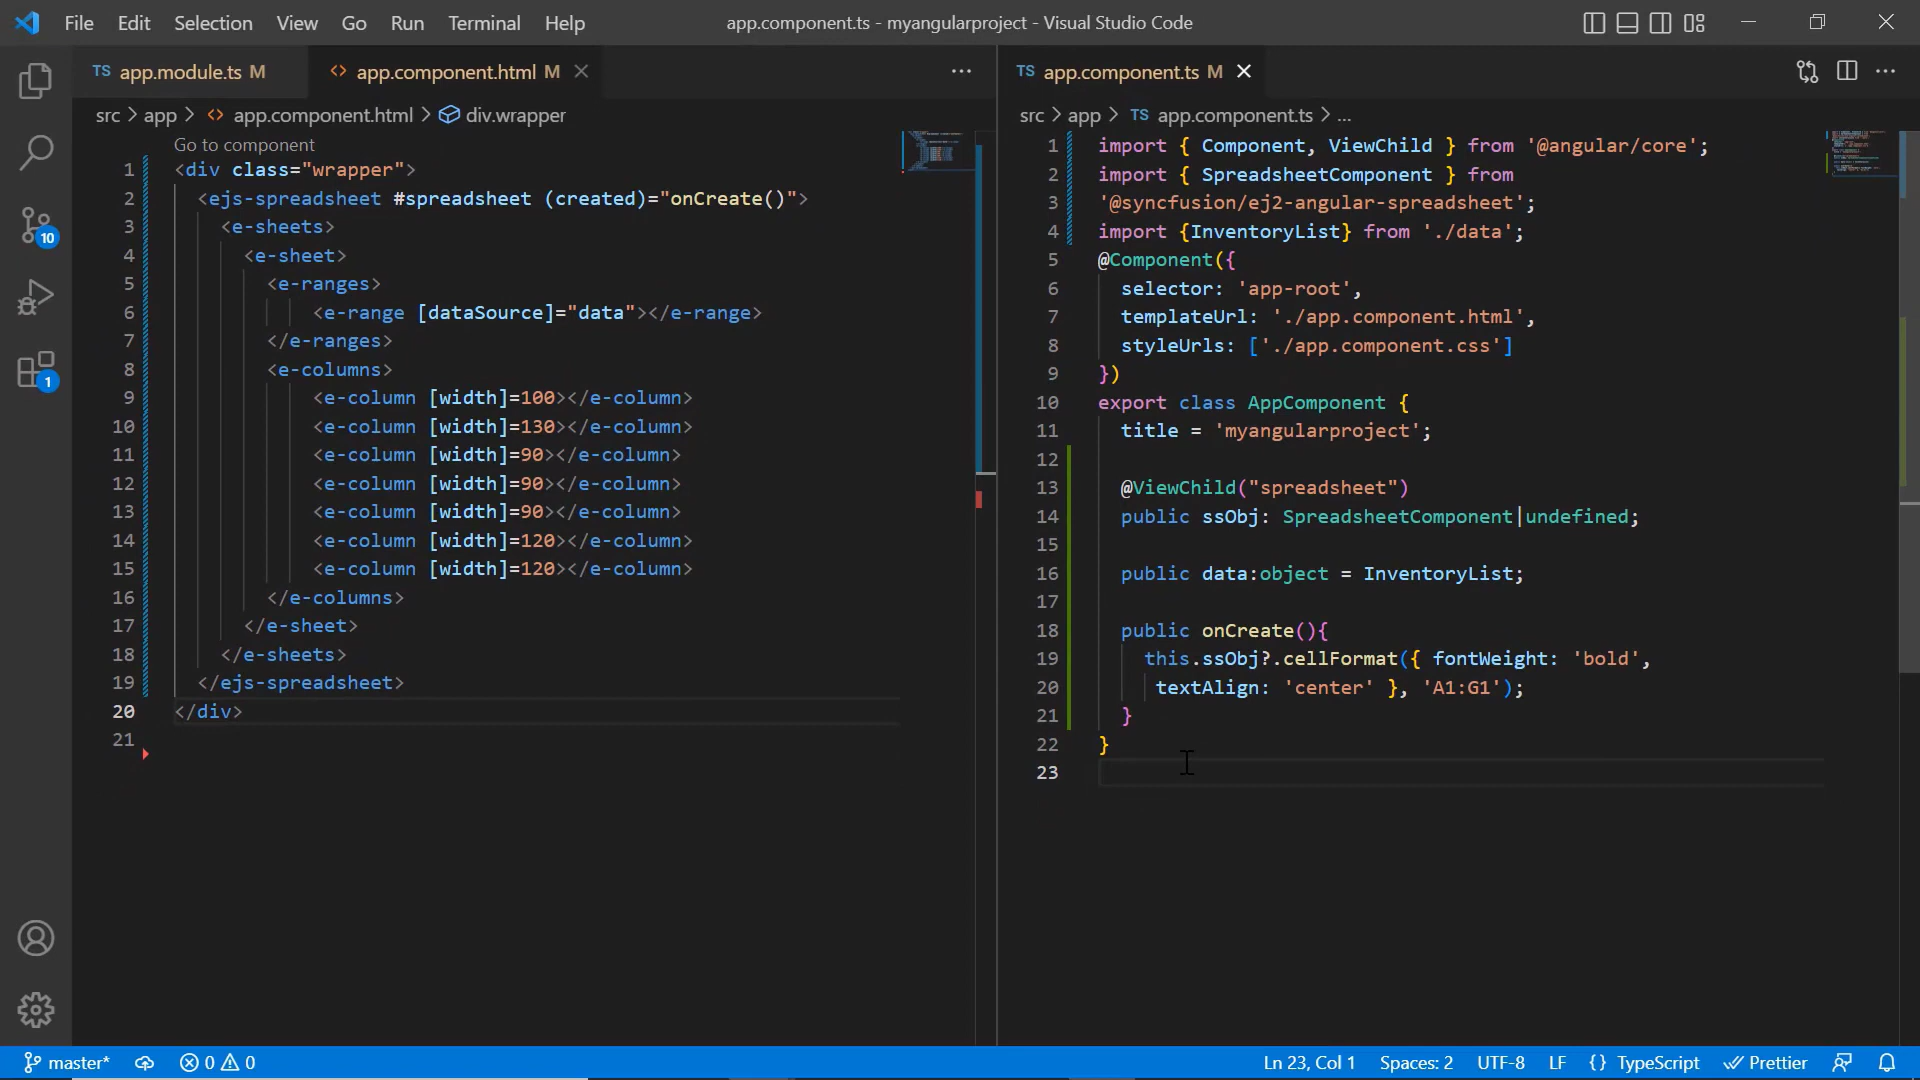 File Edit Selection View Go Run Terminal Help
app.component.ts - myangularproject - Visual Studio Code
TS app.module.ts M
<> app.component.html M
src > app > <> app.component.html > div.wrapper
Go to component
1 <div class="wrapper">
2 <ejs-spreadsheet #spreadsheet (created)="onCreate()">
3 <e-sheets>
4 <e-sheet>
5 <e-ranges>
6 <e-range [dataSource]="data"></e-range>
7 </e-ranges>
8 <e-columns>
9 <e-column [width]=100></e-column>
10 <e-column [width]=130></e-column>
11 <e-column [width]=90></e-column>
12 <e-column [width]=90></e-column>
13 <e-column [width]=90></e-column>
14 <e-column [width]=120></e-column>
15 <e-column [width]=120></e-column>
16 </e-columns>
17 </e-sheet>
18 </e-sheets>
19 </ejs-spreadsheet>
20 </div>
21
TS app.component.ts M
src > app > TS app.component.ts > ...
1 import { Component, ViewChild } from '@angular/core';
2 import { SpreadsheetComponent } from
3 '@syncfusion/ej2-angular-spreadsheet';
4 import {InventoryList} from './data';
5 @Component({
6 selector: 'app-root',
7 templateUrl: './app.component.html',
8 styleUrls: ['./app.component.css']
9 })
10 export class AppComponent {
11 title = 'myangularproject';
12
13 @ViewChild("spreadsheet")
14 public ssObj: SpreadsheetComponent|undefined;
15
16 public data:object = InventoryList;
17
18 public onCreate(){
19 this.ssObj?.cellFormat({ fontWeight: 'bold',
20 textAlign: 'center' }, 'A1:G1');
21 }
22 }
23
10
1
master*
0 0
Ln 23, Col 1
Spaces: 2
UTF-8
LF
{ } TypeScript
Prettier